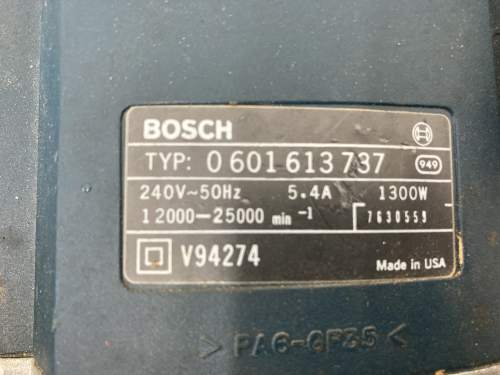 BOSCH
TYP: 0 601 613 737 949
240V~50Hz 5.4A 1300W
12000-25000 min -1 7630559
V94274 Made in USA
> PA6-GF35 <